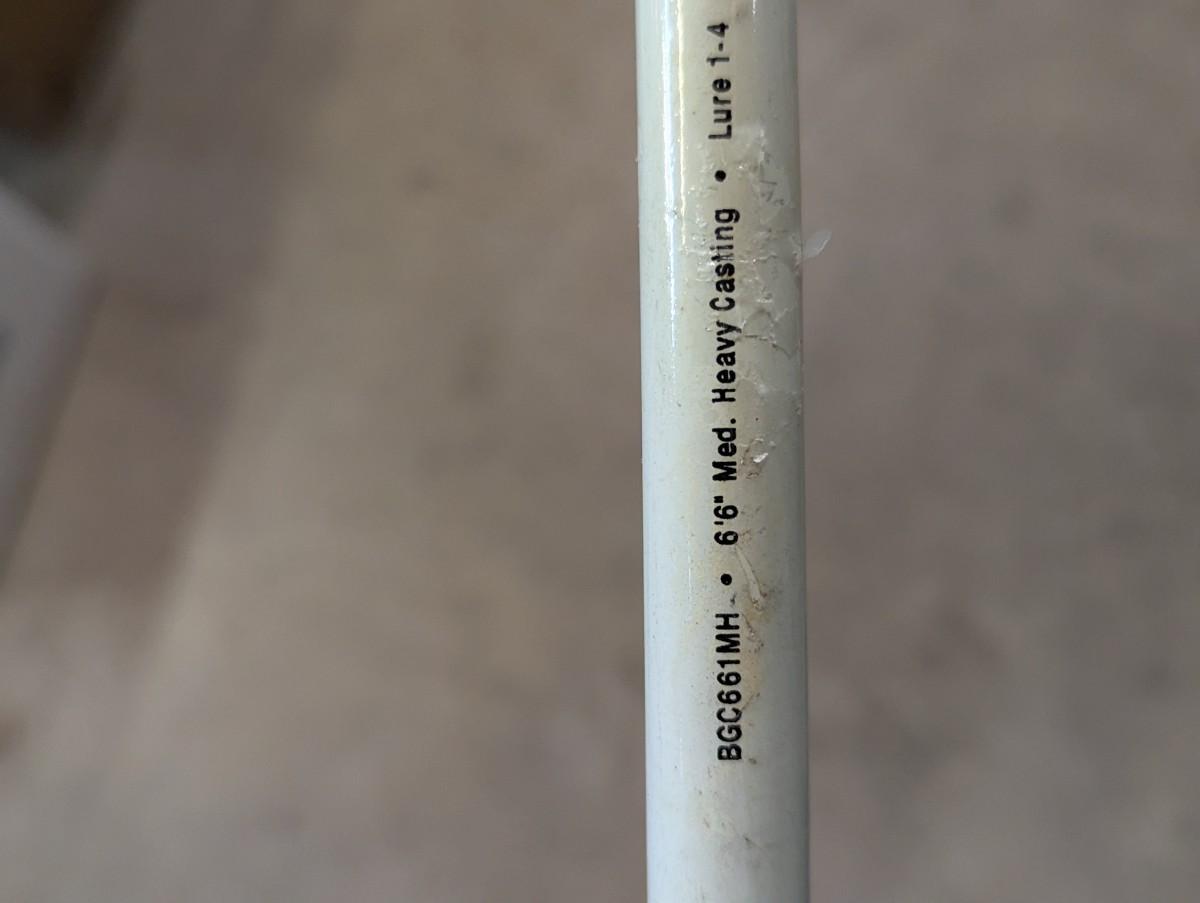 BGC661MH • 6'6" Med. Heavy Casting • Lure 1-4